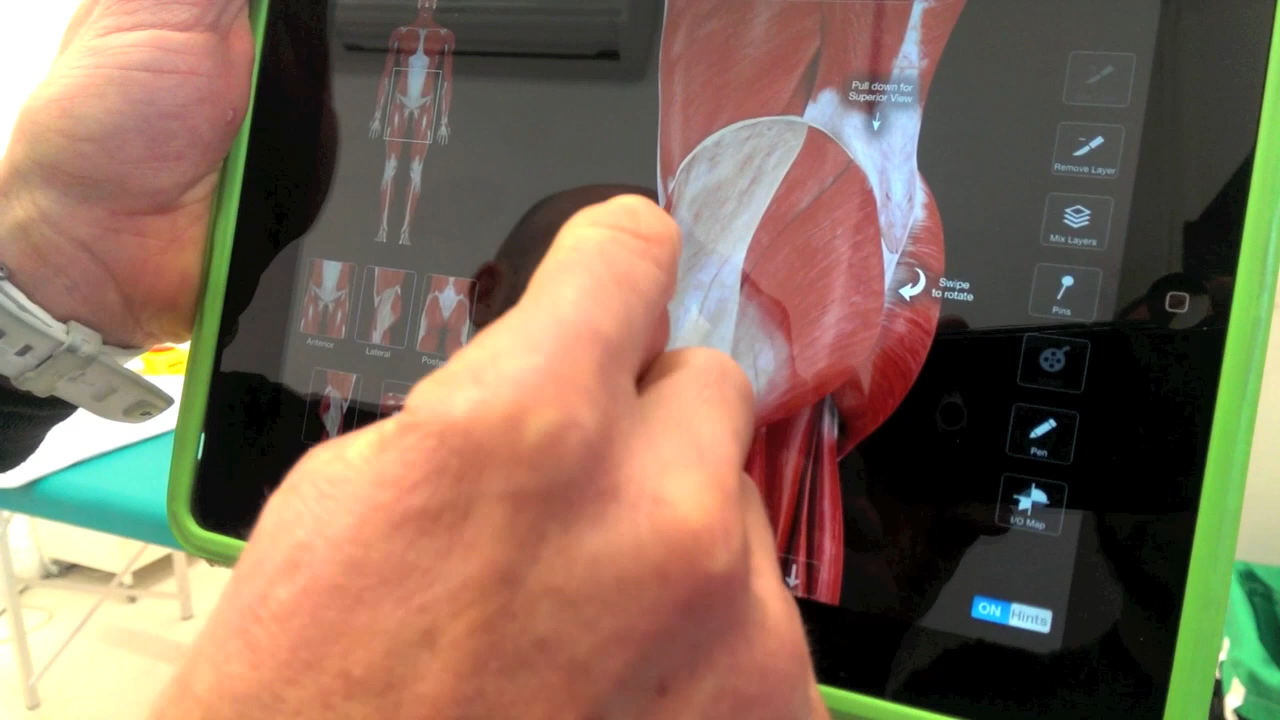 Pull down for
Superior View
Remove Layer
Mix Layers
Swipe
to rotate
Pins
Anterior
Lateral
Pen
I/O Map
ON
Hints